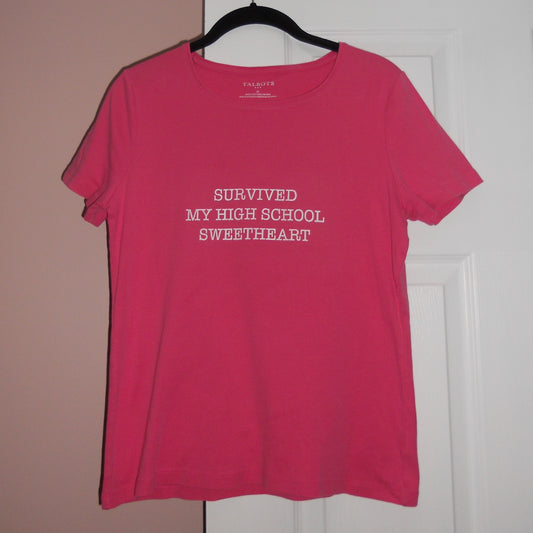 TALBOTS
SURVIVED
MY HIGH SCHOOL
SWEETHEART